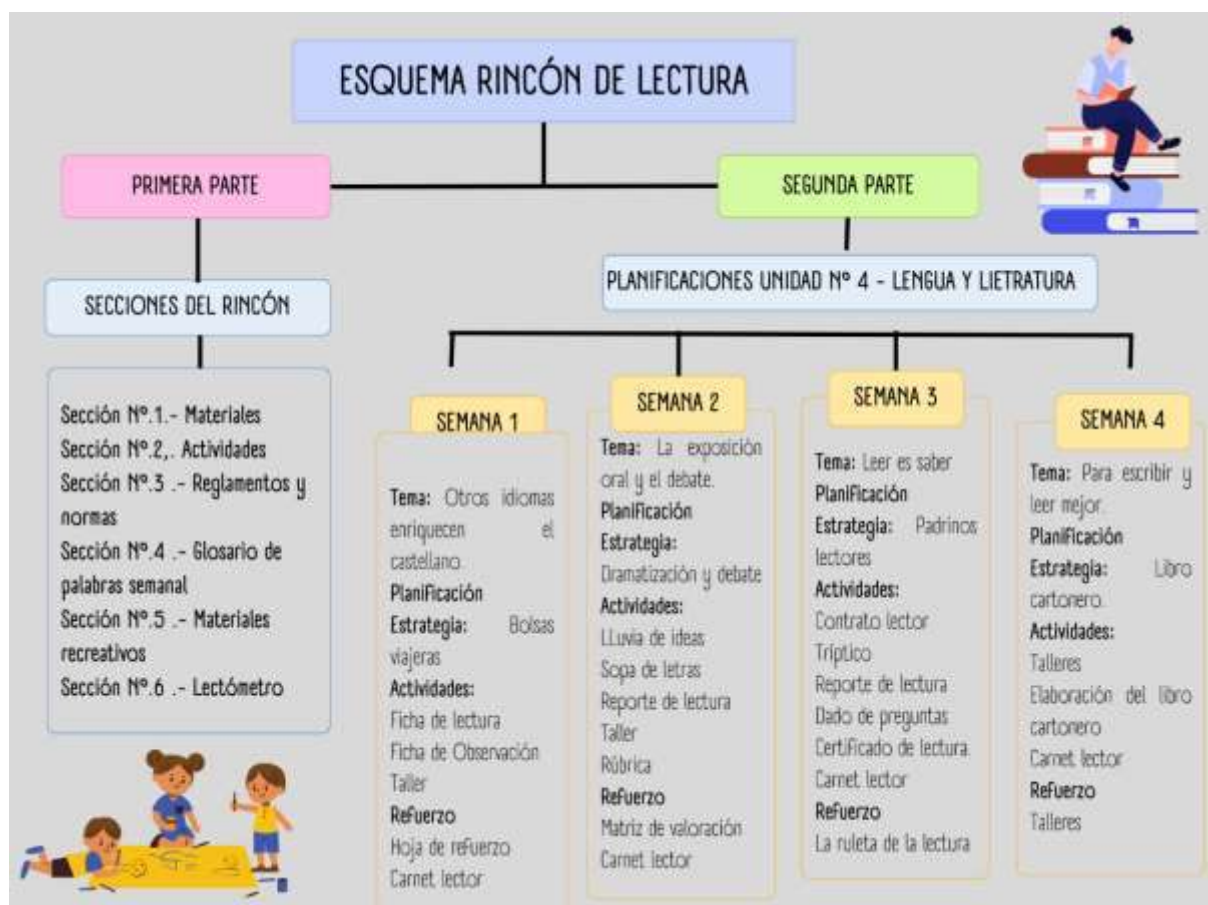 ESQUEMA RINCÓN DE LECTURA
PRIMERA PARTE
SEGUNDA PARTE
SECCIONES DEL RINCÓN
PLANIFICACIONES UNIDAD Nº 4 - LENGUA Y LIETRATURA
Sección Nº.1.- Materiales
Sección Nº.2,. Actividades
Sección Nº.3 .- Reglamentos y
normas
Sección Nº.4 .- Glosario de
palabras semanal
Sección Nº.5 .- Materiales
recreativos
Sección Nº.6 .- Lectómetro
SEMANA 1
Tema: Otros idiomas
enriquecen el
castellano.
Planificación
Estrategia: Bolsas
viajeras
Actividades:
Ficha de lectura
Ficha de Observación
Taller
Refuerzo
Hoja de refuerzo
Carnet lector
SEMANA 2
Tema: La exposición
oral y el debate.
Planificación
Estrategia:
Dramatización y debate
Actividades:
LLuvia de ideas
Sopa de letras
Reporte de lectura
Taller
Rúbrica
Refuerzo
Matriz de valoración
Carnet lector
SEMANA 3
Tema: Leer es saber
Planificación
Estrategia: Padrinos
lectores
Actividades:
Contrato lector
Tríptico
Reporte de lectura
Dado de preguntas
Certificado de lectura
Carnet lector
Refuerzo
La ruleta de la lectura
SEMANA 4
Tema: Para escribir y
leer mejor.
Planificación
Estrategia: Libro
cartonero.
Actividades:
Talleres
Elaboración del libro
cartonero
Carnet lector
Refuerzo
Talleres